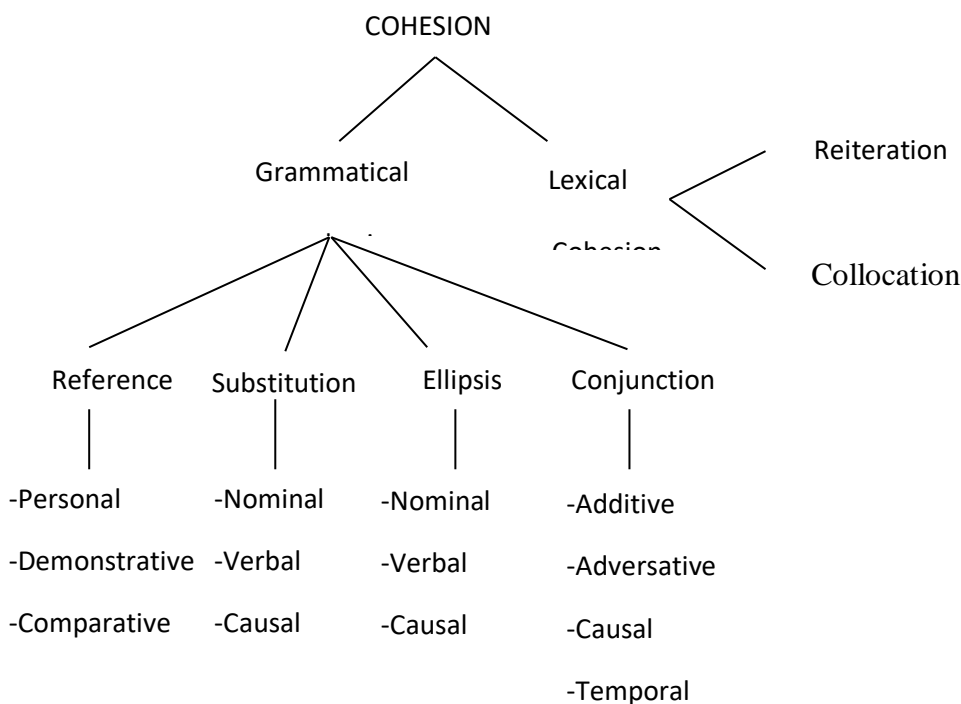 COHESION
Grammatical
Lexical
Reiteration
Collocation
Reference Substitution Ellipsis Conjunction
-Personal -Nominal -Nominal -Additive
-Demonstrative -Verbal -Verbal -Adversative
-Comparative -Causal -Causal -Causal
-Temporal